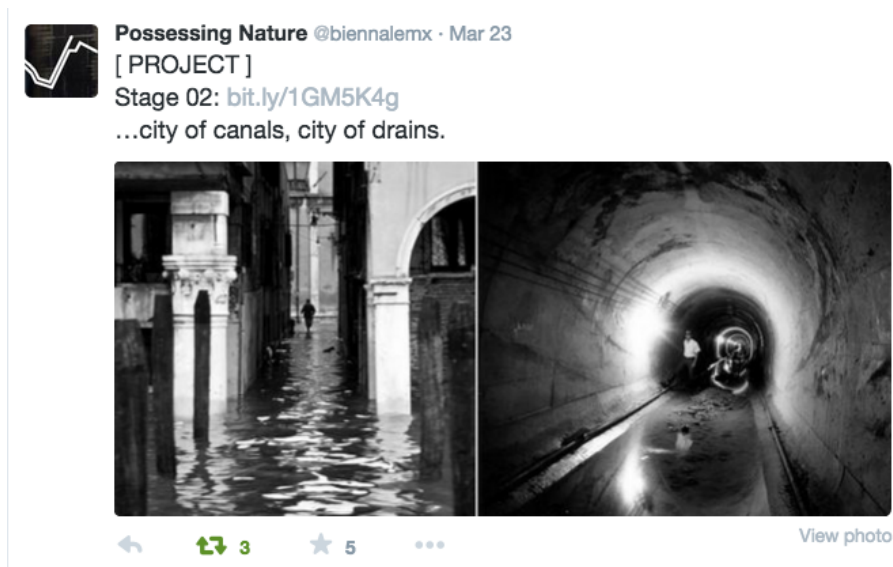 Possessing Nature @biennalemx · Mar 23
[ PROJECT ]
Stage 02: bit.ly/1GM5K4g
...city of canals, city of drains.
3 5
View photo